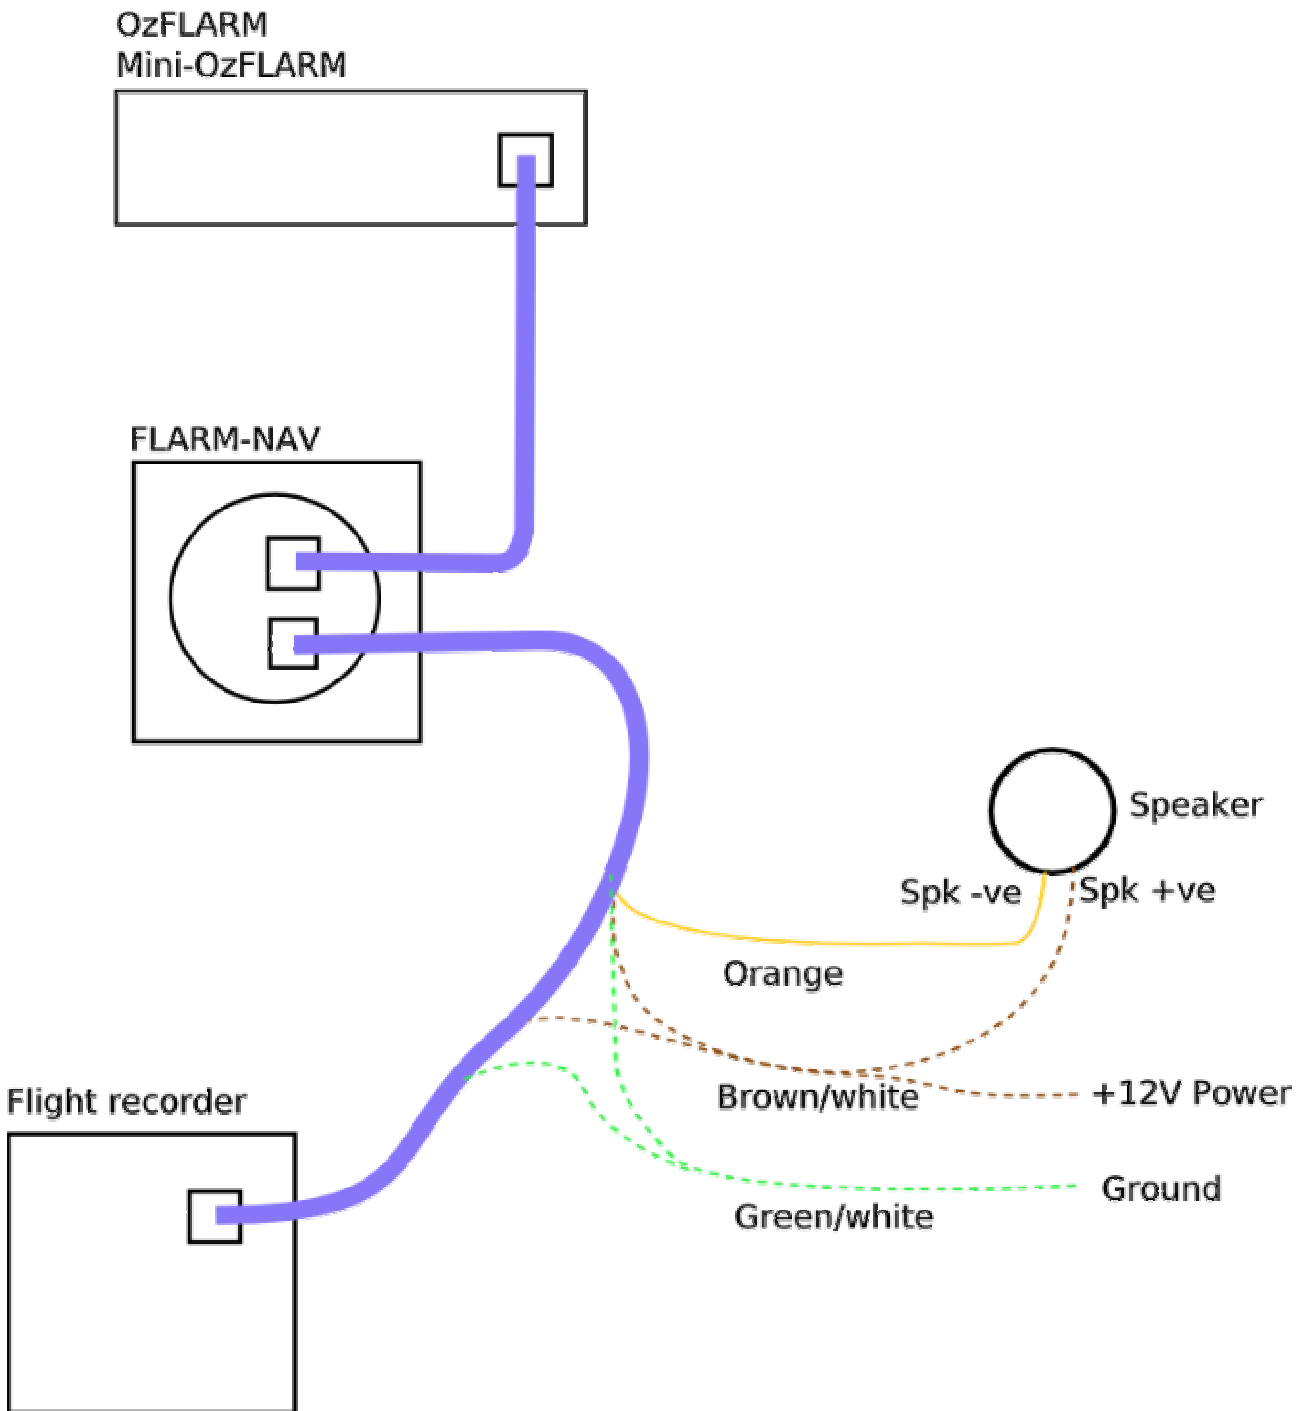 OzFLARM
Mini-OzFLARM
FLARM-NAV
Speaker
Spk -ve
Spk +ve
Orange
Brown/white
+12V Power
Flight recorder
Ground
Green/white